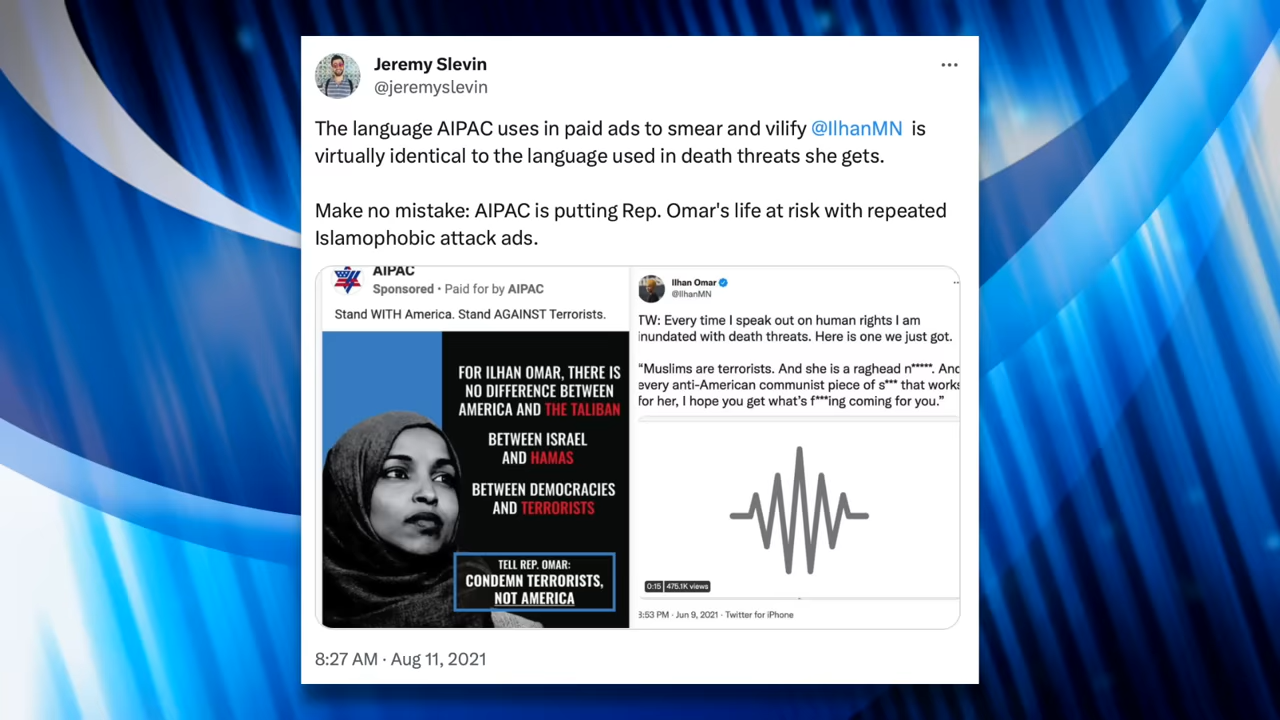 Jeremy Slevin
@jeremyslevin
The language AIPAC uses in paid ads to smear and vilify @IlhanMN is
virtually identical to the language used in death threats she gets.
Make no mistake: AIPAC is putting Rep. Omar's life at risk with repeated
Islamophobic attack ads.
AIPAC
Sponsored · Paid for by AIPAC
Stand WITH America. Stand AGAINST Terrorists.
FOR ILHAN OMAR, THERE IS
NO DIFFERENCE BETWEEN
AMERICA AND THE TALIBAN
BETWEEN ISRAEL
AND HAMAS
BETWEEN DEMOCRACIES
AND TERRORISTS
TELL REP. OMAR:
CONDEMN TERRORISTS,
NOT AMERICA
Ilhan Omar
@IlhanMN
TW: Every time I speak out on human rights I am
inundated with death threats. Here is one we just got.
“Muslims are terrorists. And she is a raghead n*****. And
every anti-American communist piece of s*** that works
for her, I hope you get what’s f***ing coming for you.”
0:15 475.1K views
3:53 PM · Jun 9, 2021 · Twitter for iPhone
8:27 AM · Aug 11, 2021